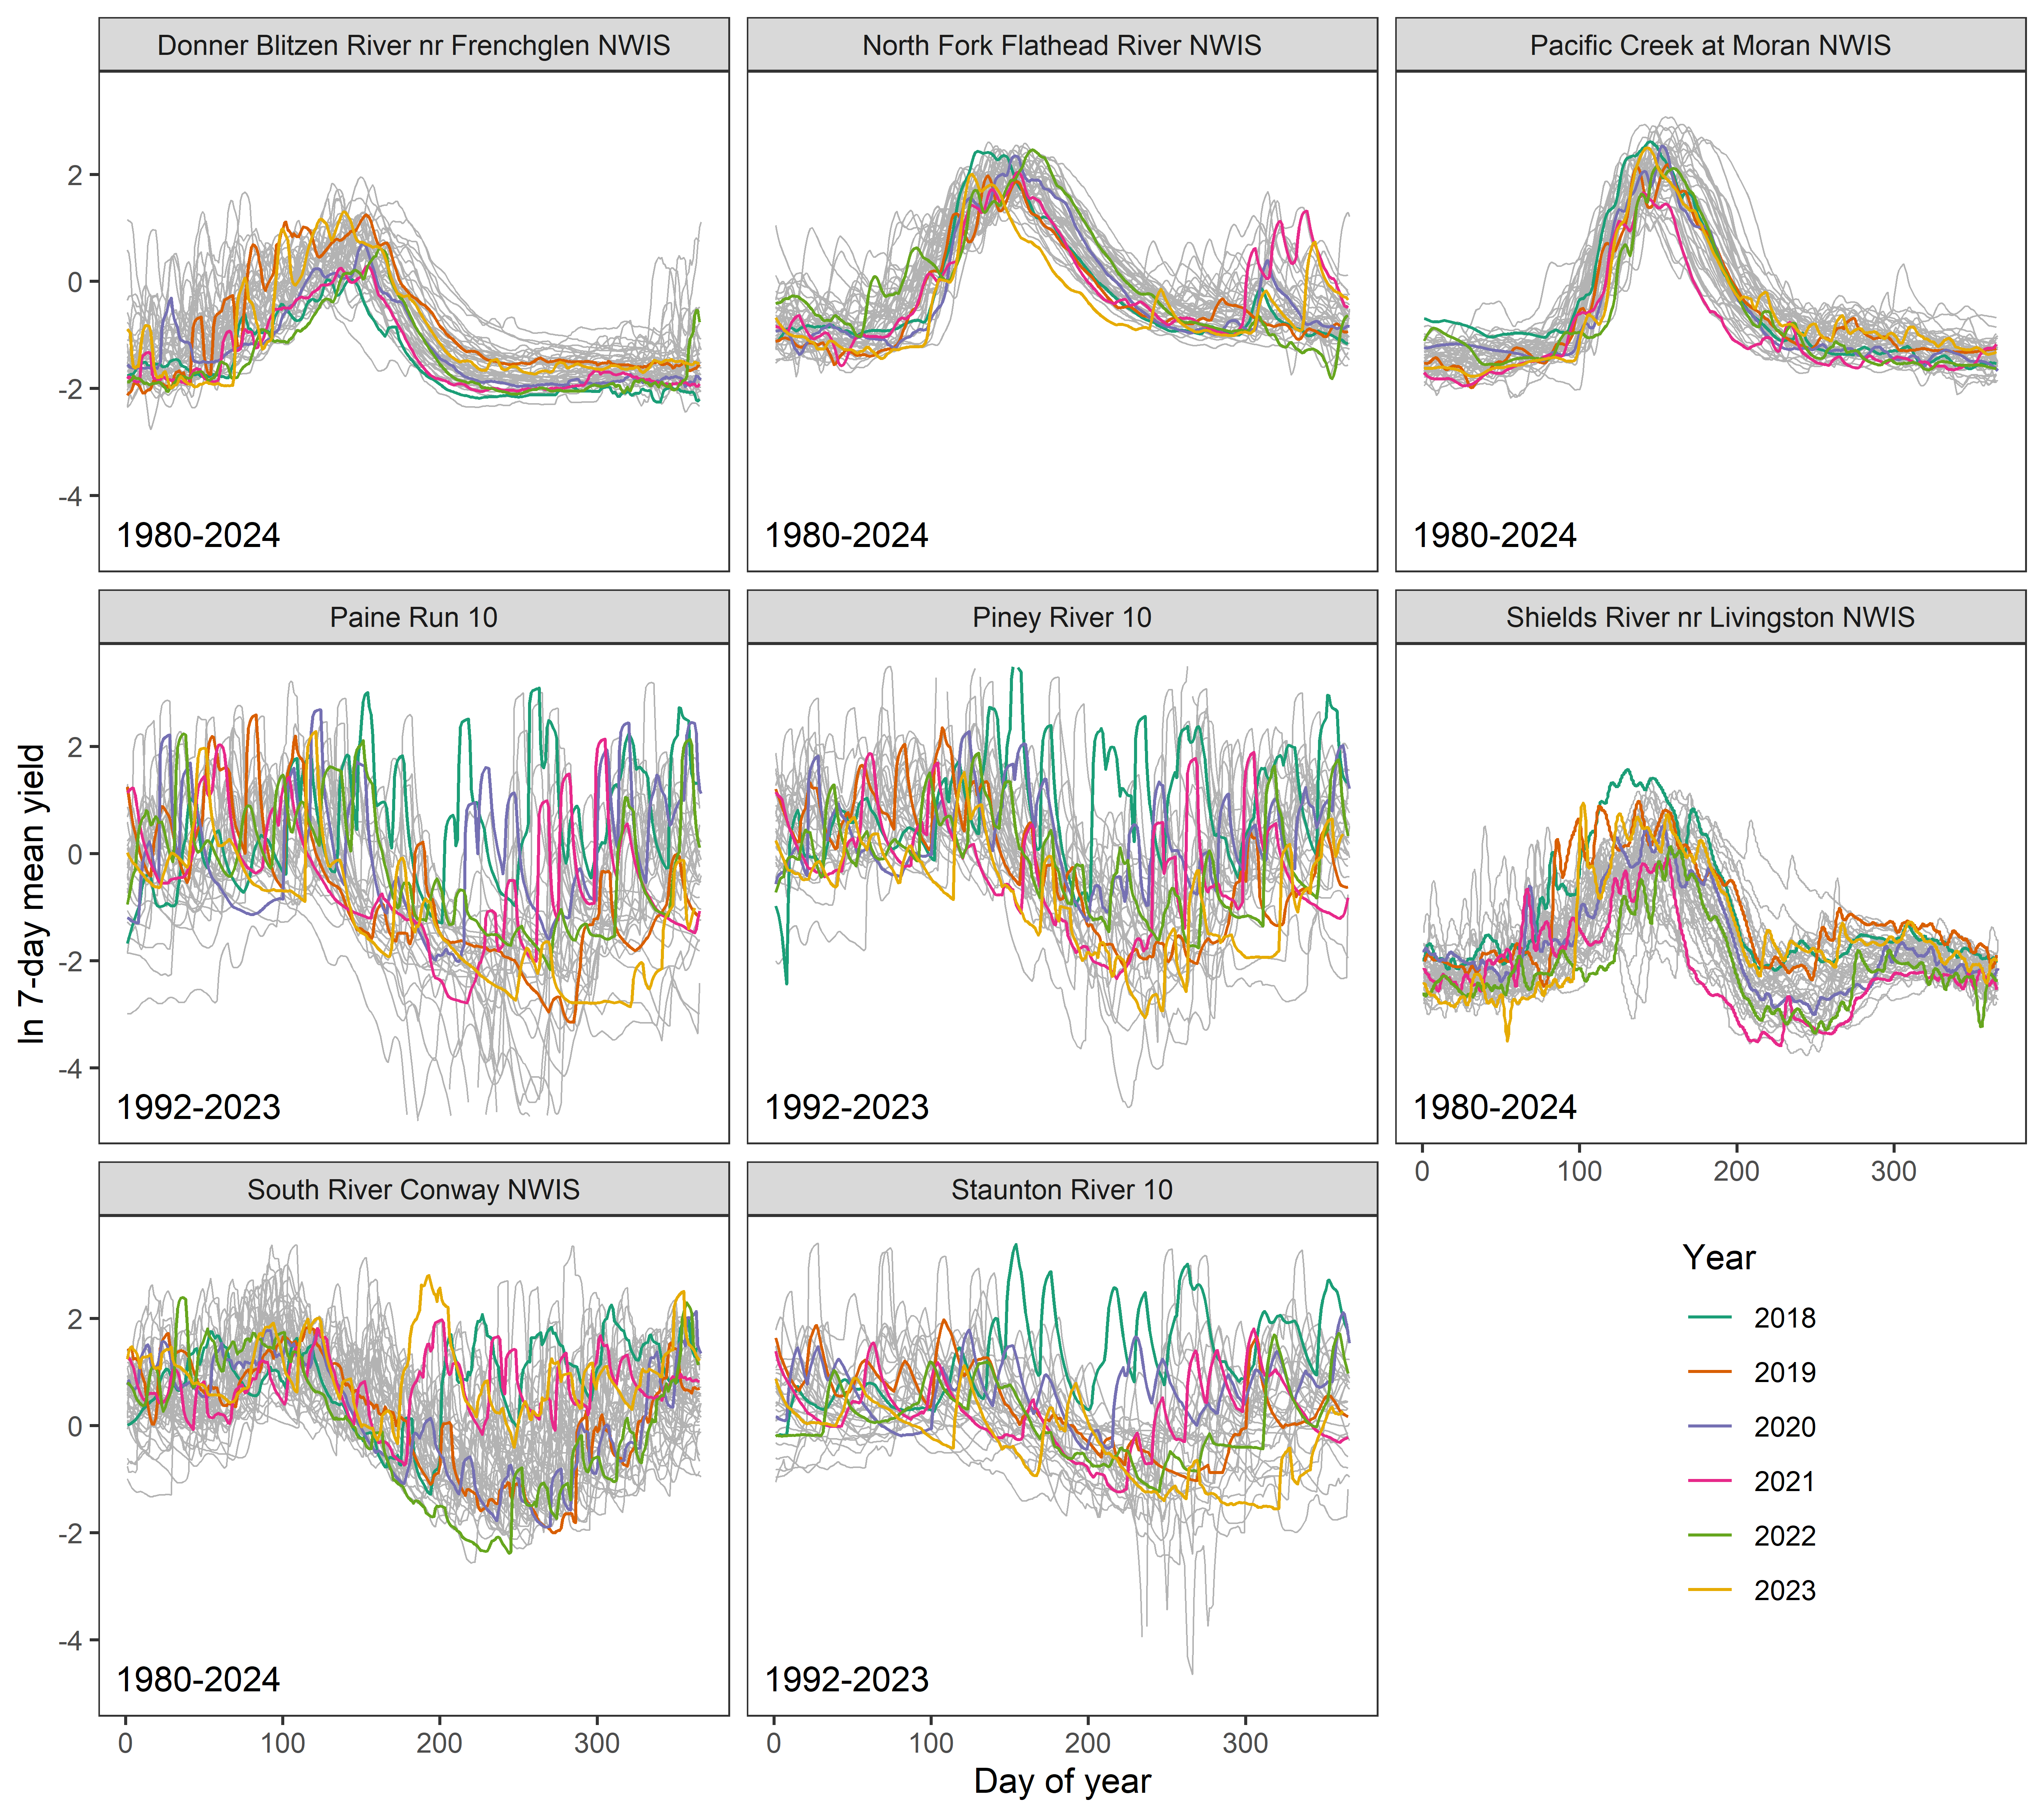 Donner Blitzen River nr Frenchglen NWIS
North Fork Flathead River NWIS
Pacific Creek at Moran NWIS
2
0
-2
-4
1980-2024
1980-2024
1980-2024
Paine Run 10
Piney River 10
Shields River nr Livingston NWIS
ln 7-day mean yield
2
0
-2
-4
1992-2023
1992-2023
1980-2024
0 100 200 300
South River Conway NWIS
Staunton River 10
2
0
-2
-4
1980-2024
1992-2023
0 100 200 300
0 100 200 300
Day of year
Year
2018
2019
2020
2021
2022
2023